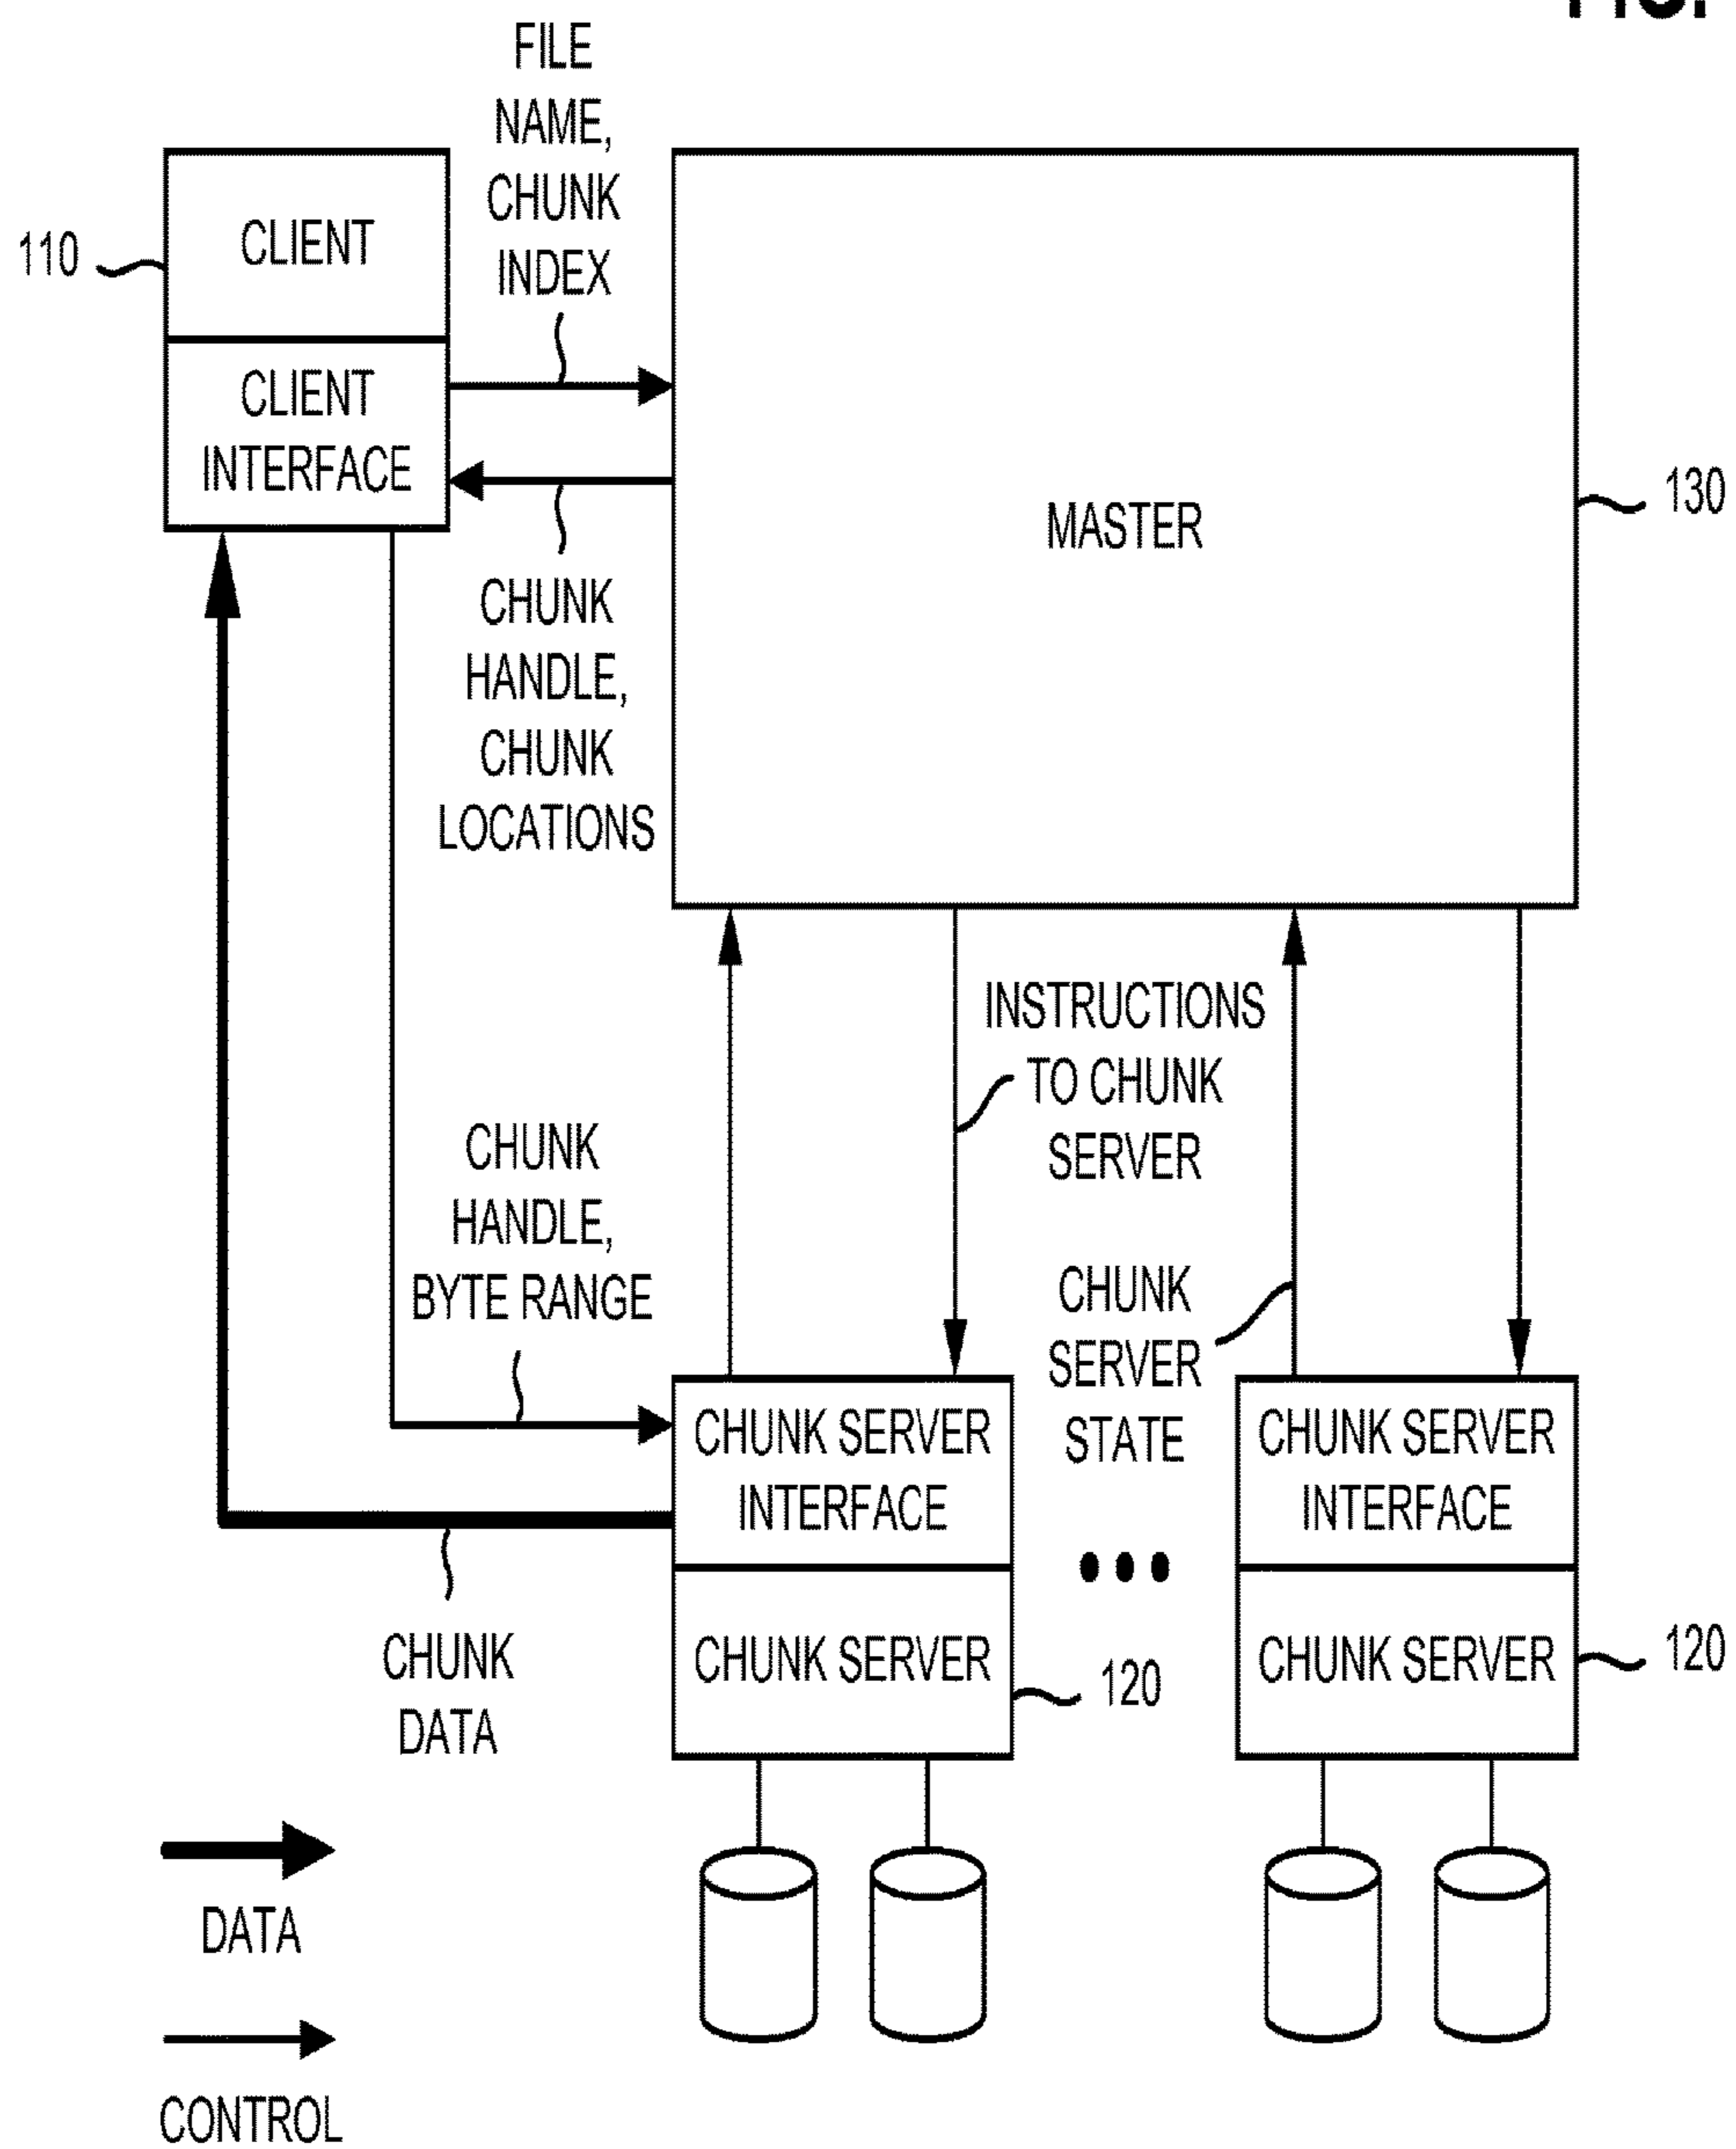 FILE
NAME,
CHUNK
INDEX
110
CLIENT
CLIENT
INTERFACE
MASTER
130
CHUNK
HANDLE,
CHUNK
LOCATIONS
INSTRUCTIONS
TO CHUNK
SERVER
CHUNK
HANDLE,
BYTE RANGE
CHUNK
SERVER
STATE
CHUNK SERVER
INTERFACE
CHUNK SERVER
INTERFACE
CHUNK SERVER
120
CHUNK SERVER
120
CHUNK
DATA
DATA
CONTROL